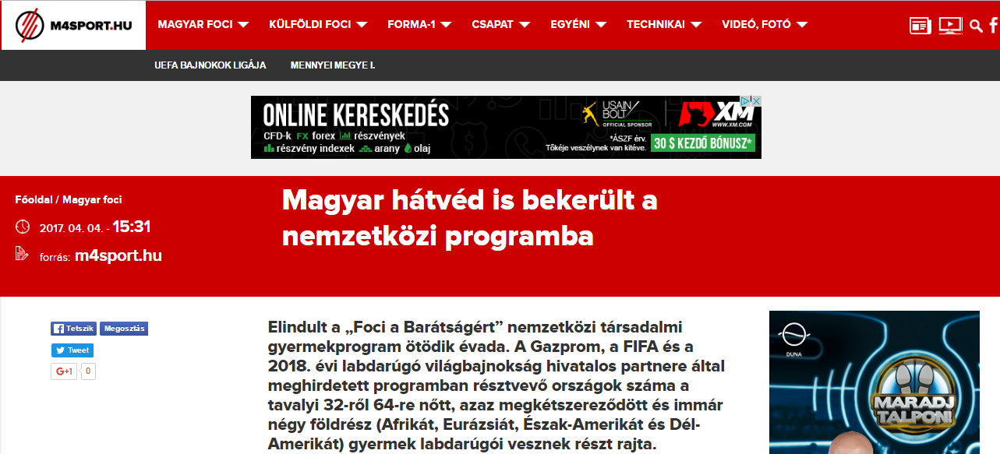 M4SPORT.HU
MAGYAR FOCI
KÜLFÖLDI FOCI
FORMA-1
CSAPAT
EGYÉNI
TECHNIKAI
VIDEÓ, FOTÓ
UEFA BAJNOKOK LIGÁJA
MENNYEI MEGYE I.
ONLINE KERESKEDÉS
CFD-k FX forex részvények
részvény indexek arany olaj
USAIN
BOLT
OFFICIAL SPONSOR
XM
WWW.XM.COM
*ÁSZF érv.
Tőkéje veszélynek van kitéve.
30 $ KEZDŐ BÓNUSZ*
Főoldal / Magyar foci
2017. 04. 04. - 15:31
forrás: m4sport.hu
Magyar hátvéd is bekerült a
nemzetközi programba
Tetszik
Megosztás
Tweet
G+1
0
Elindult a „Foci a Barátságért” nemzetközi társadalmi
gyermekprogram ötödik évada. A Gazprom, a FIFA és a
2018. évi labdarúgó világbajnokság hivatalos partnere által
meghirdetett programban résztvevő országok száma a
tavalyi 32-ről 64-re nőtt, azaz megkétszereződött és immár
négy földrész (Afrikát, Eurázsiát, Észak-Amerikát és Dél-
Amerikát) gyermek labdarúgói vesznek részt rajta.
DUNA
MARADJ
TALPON!